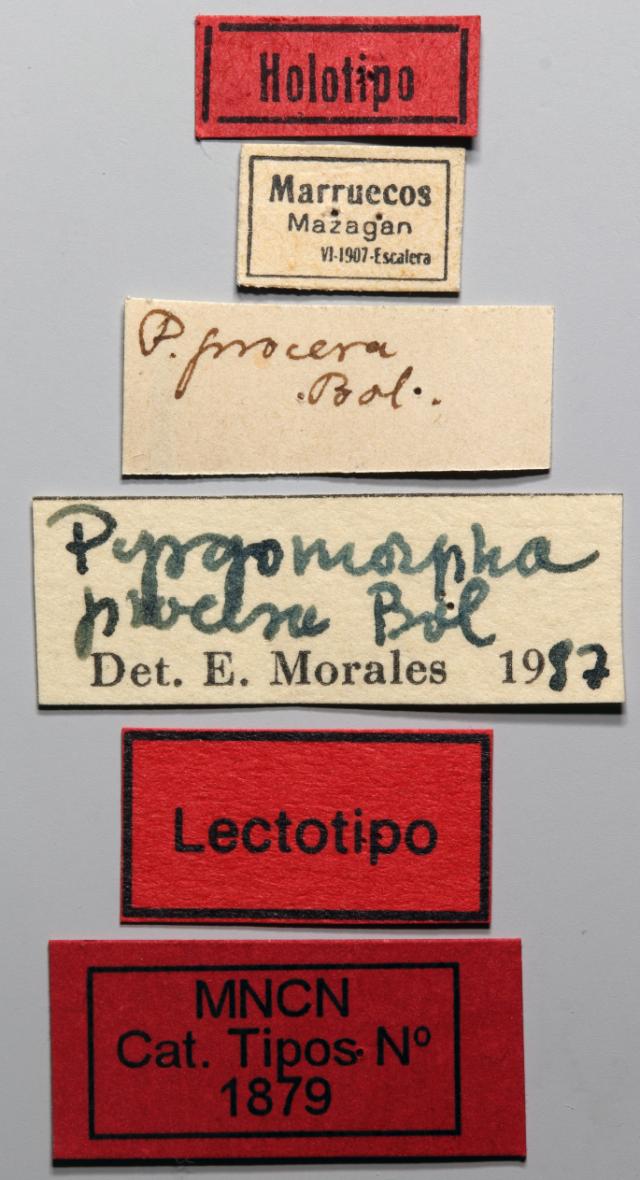 Holotipo
Marruecos
Mazagan
VI-1907-Escalera
P. procera
Bol.
Pyrgomorpha
procera Bol
Det. E. Morales 1987
Lectotipo
MNCN
Cat. Tipos Nº
1879